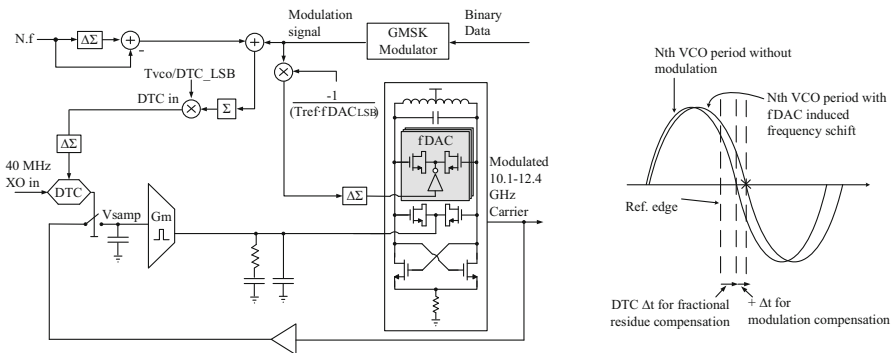 N.f
ΔΣ
+
-
+
Modulation
signal
GMSK
Modulator
Binary
Data
Tvco/DTC_LSB
DTC in
Σ
-1
(Tref·fDACLSB)
ΔΣ
40 MHz
XO in
DTC
Vsamp
Gm
fDAC
ΔΣ
Modulated
10.1-12.4
GHz
Carrier
Nth VCO period without
modulation
Nth VCO period with
fDAC induced
frequency schift
Ref. edge
DTC Δt for fractional
residue compensation
+ Δt for
modulation compensation